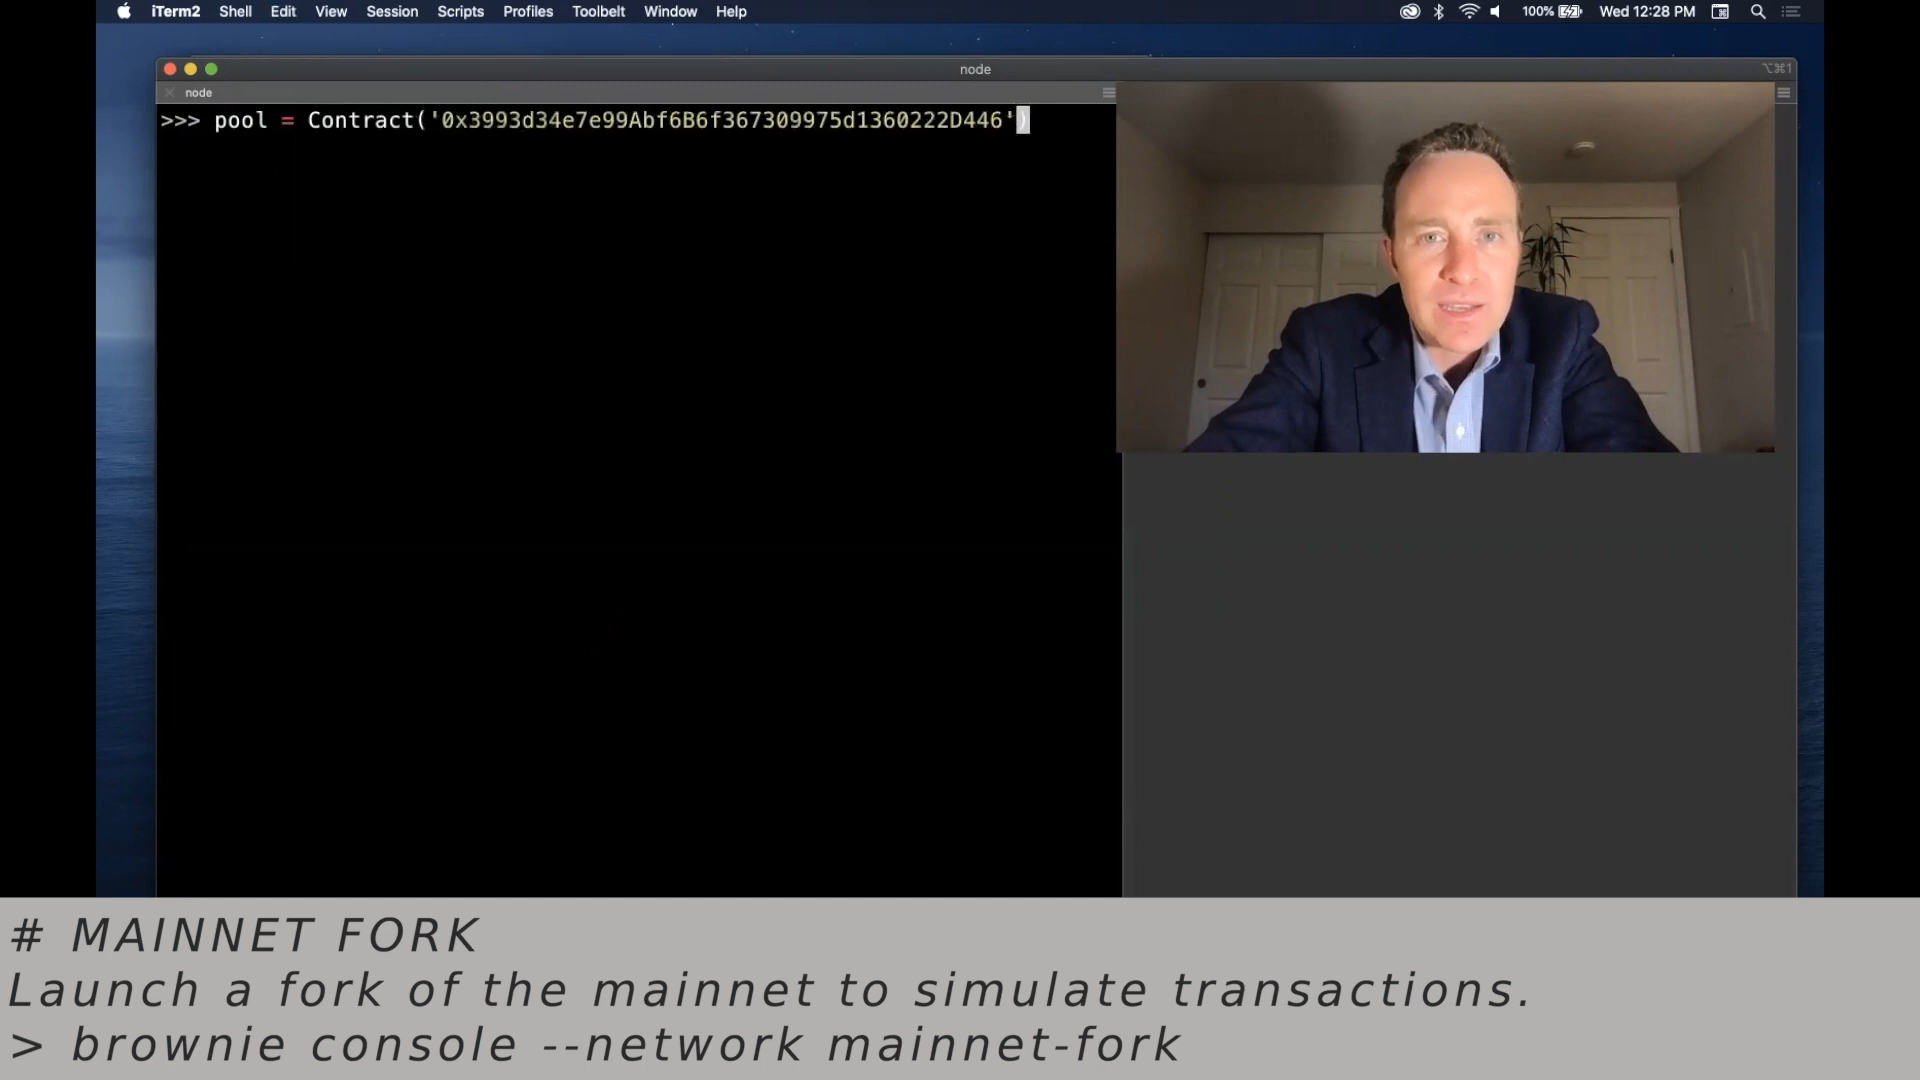 iTerm2 Shell Edit View Session Scripts Profiles Toolbelt Window Help 100% Wed 12:28 PM
node ⌥⌘1
node
>>> pool = Contract('0x3993d34e7e99Abf6B6f367309975d1360222D446')
# MAINNET FORK
Launch a fork of the mainnet to simulate transactions.
> brownie console --network mainnet-fork